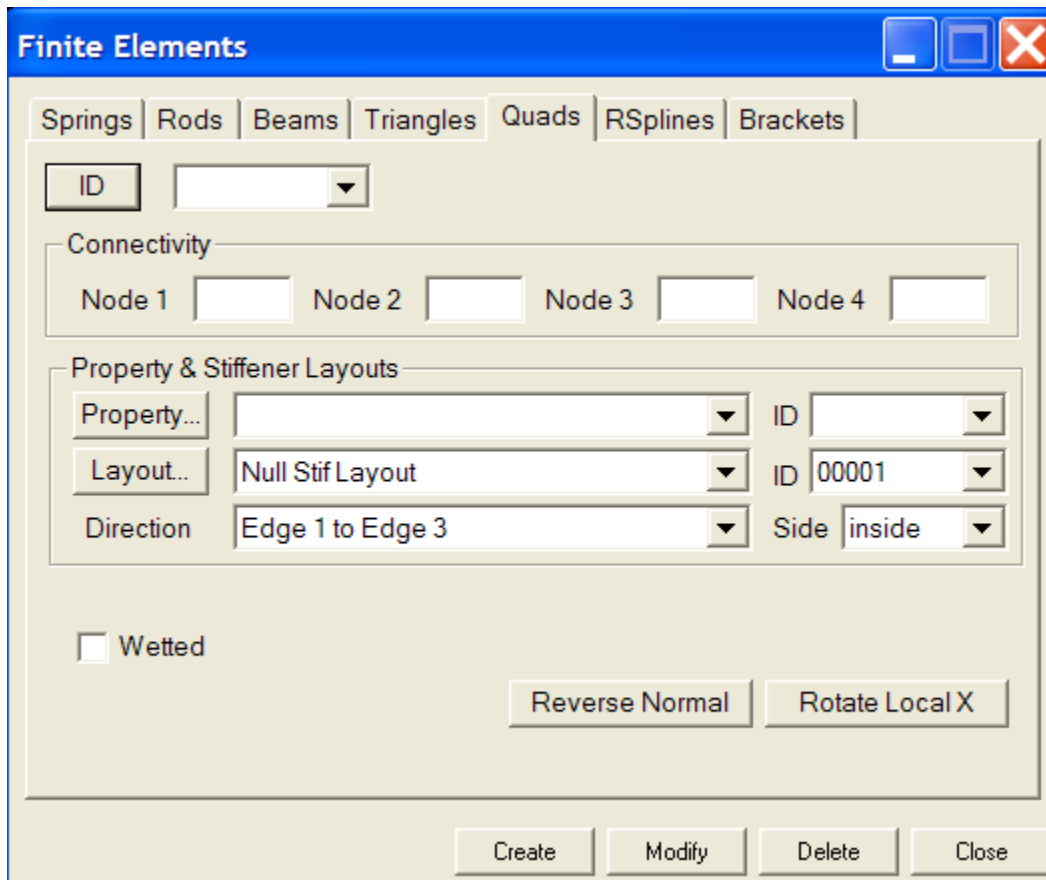 Finite Elements
Springs Rods Beams Triangles Quads RSplines Brackets
ID
Connectivity
Node 1 Node 2 Node 3 Node 4
Property & Stiffener Layouts
Property... ID
Layout... Null Stif Layout ID 00001
Direction Edge 1 to Edge 3 Side inside
Wetted
Reverse Normal Rotate Local X
Create Modify Delete Close